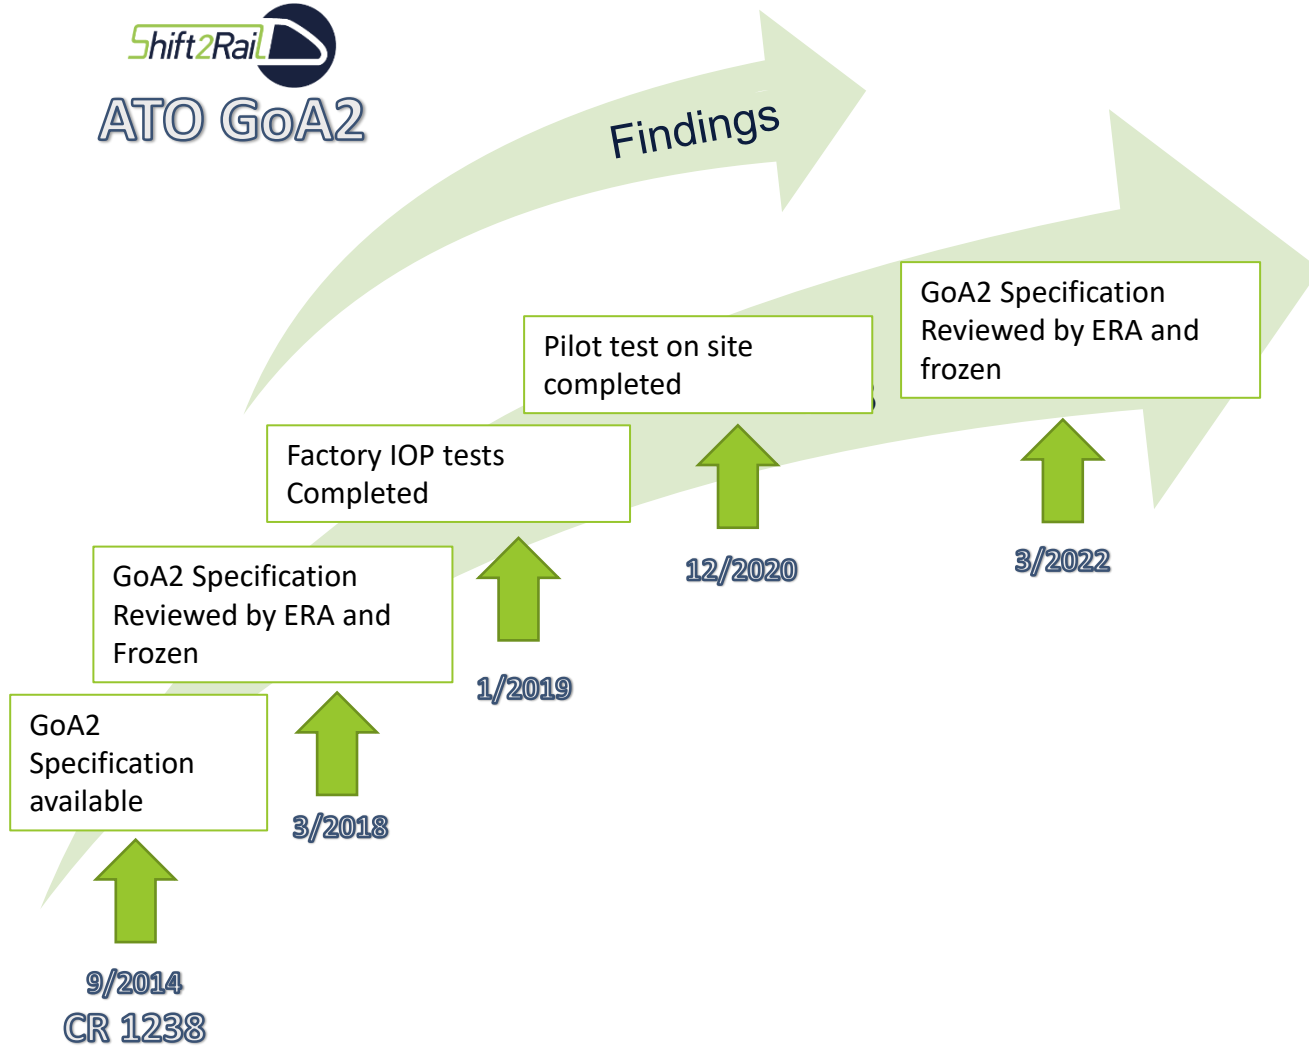 Shift2Rail
ATO GoA2
Findings
GoA2 Specification
Reviewed by ERA and
frozen
Pilot test on site
completed
Factory IOP tests
Completed
GoA2 Specification
Reviewed by ERA and
Frozen
GoA2
Specification
available
3/2022
12/2020
1/2019
3/2018
9/2014
CR 1238